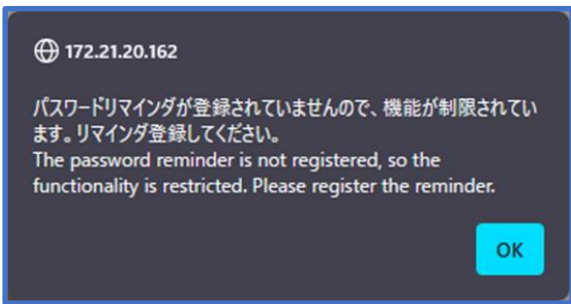 172.21.20.162
パスワードリマインダが登録されていませんので、機能が制限されてい
ます。リマインダ登録してください。
The password reminder is not registered, so the
functionality is restricted. Please register the reminder.
OK